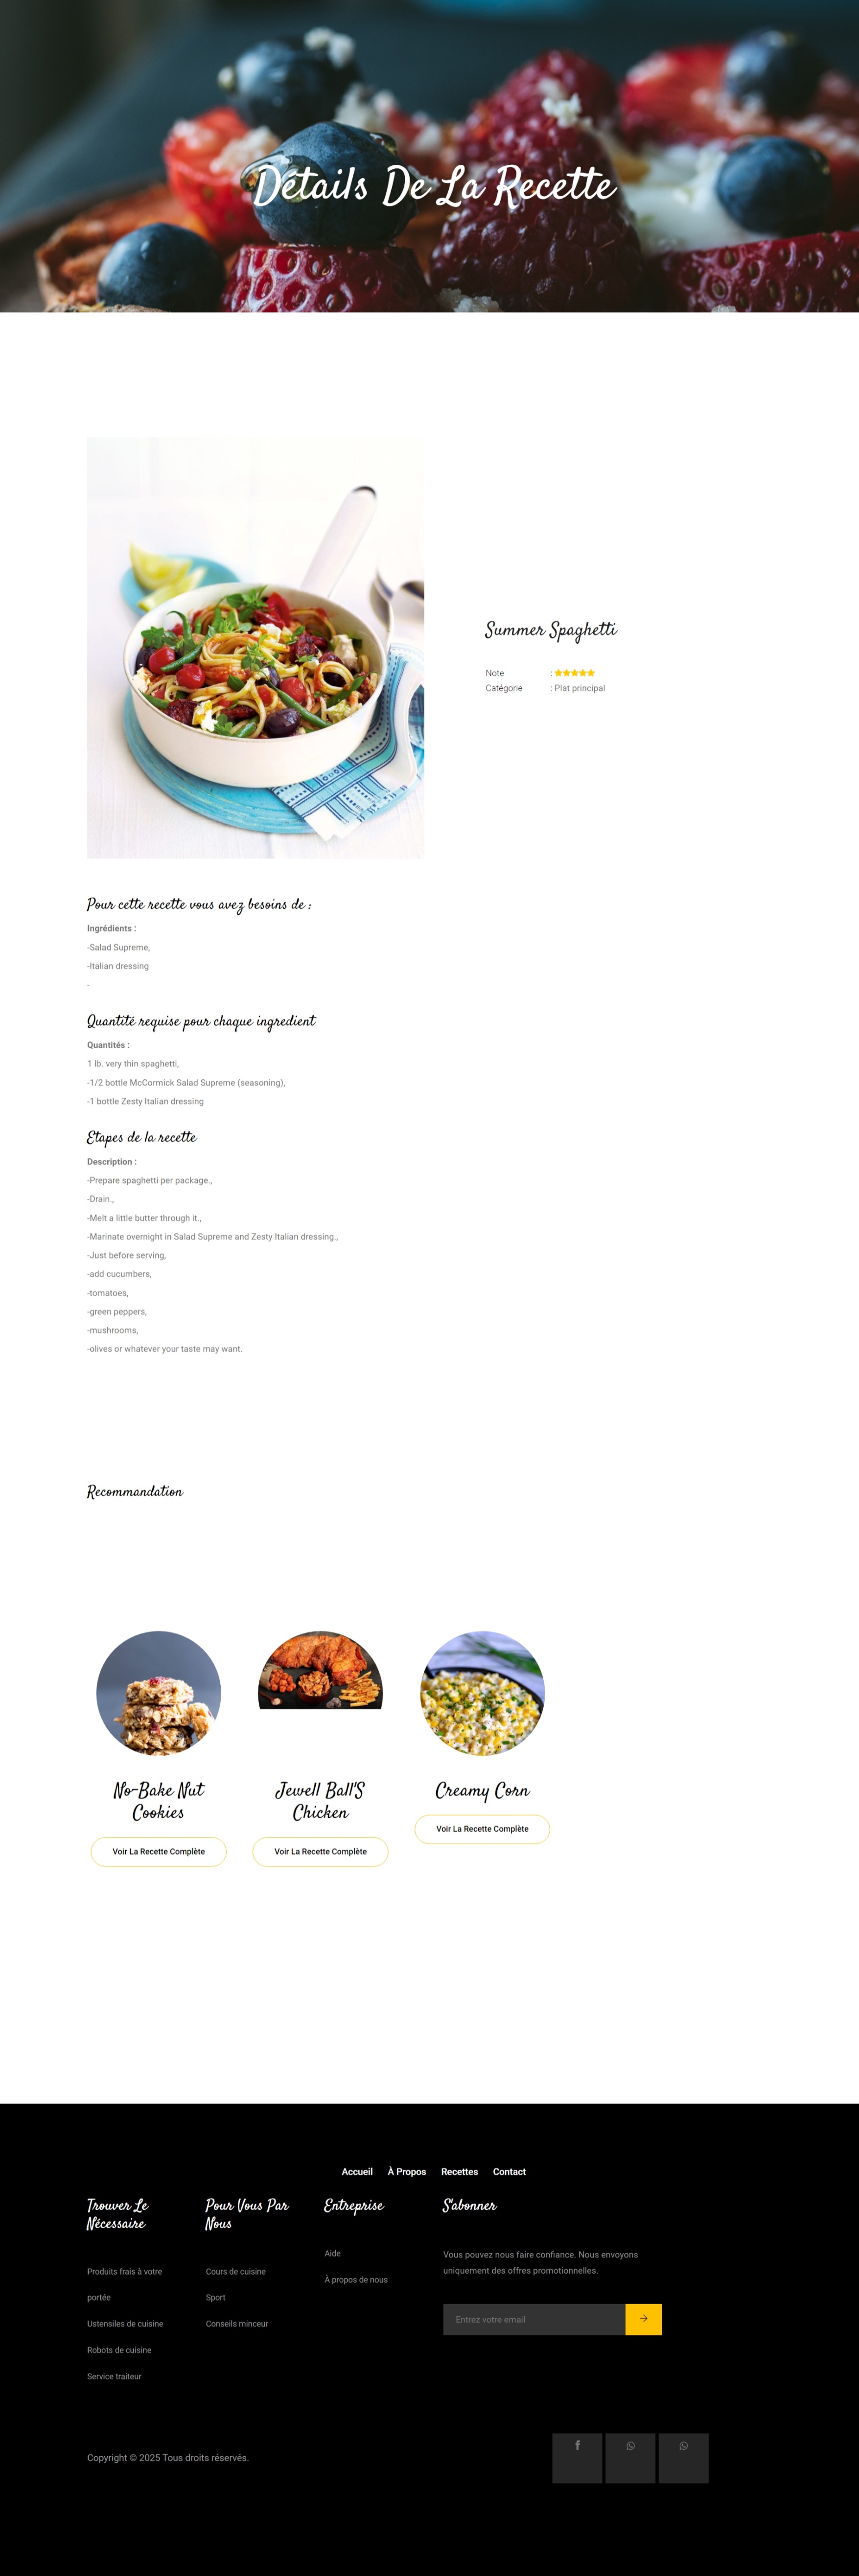 Détails De La Recette
Summer Spaghetti
Note : 
Catégorie : Plat principal
Pour cette recette vous avez besoins de :
Ingrédients :
-Salad Supreme,
-Italian dressing
-
Quantité requise pour chaque ingredient
Quantités :
1 lb. very thin spaghetti,
-1/2 bottle McCormick Salad Supreme (seasoning),
-1 bottle Zesty Italian dressing
Etapes de la recette
Description :
-Prepare spaghetti per package.,
-Drain.,
-Melt a little butter through it.,
-Marinate overnight in Salad Supreme and Zesty Italian dressing.,
-Just before serving,
-add cucumbers,
-tomatoes,
-green peppers,
-mushrooms,
-olives or whatever your taste may want.
Recommandation
No-Bake Nut
Cookies
Voir La Recette Complète
Jewell Ball'S
Chicken
Voir La Recette Complète
Creamy Corn
Voir La Recette Complète
Accueil À Propos Recettes Contact
Trouver Le
Nécessaire
Produits frais à votre
portée
Ustensiles de cuisine
Robots de cuisine
Service traiteur
Pour Vous Par
Nous
Cours de cuisine
Sport
Conseils minceur
Entreprise
Aide
À propos de nous
S'abonner
Vous pouvez nous faire confiance. Nous envoyons
uniquement des offres promotionnelles.
Entrez votre email
Copyright © 2025 Tous droits réservés.